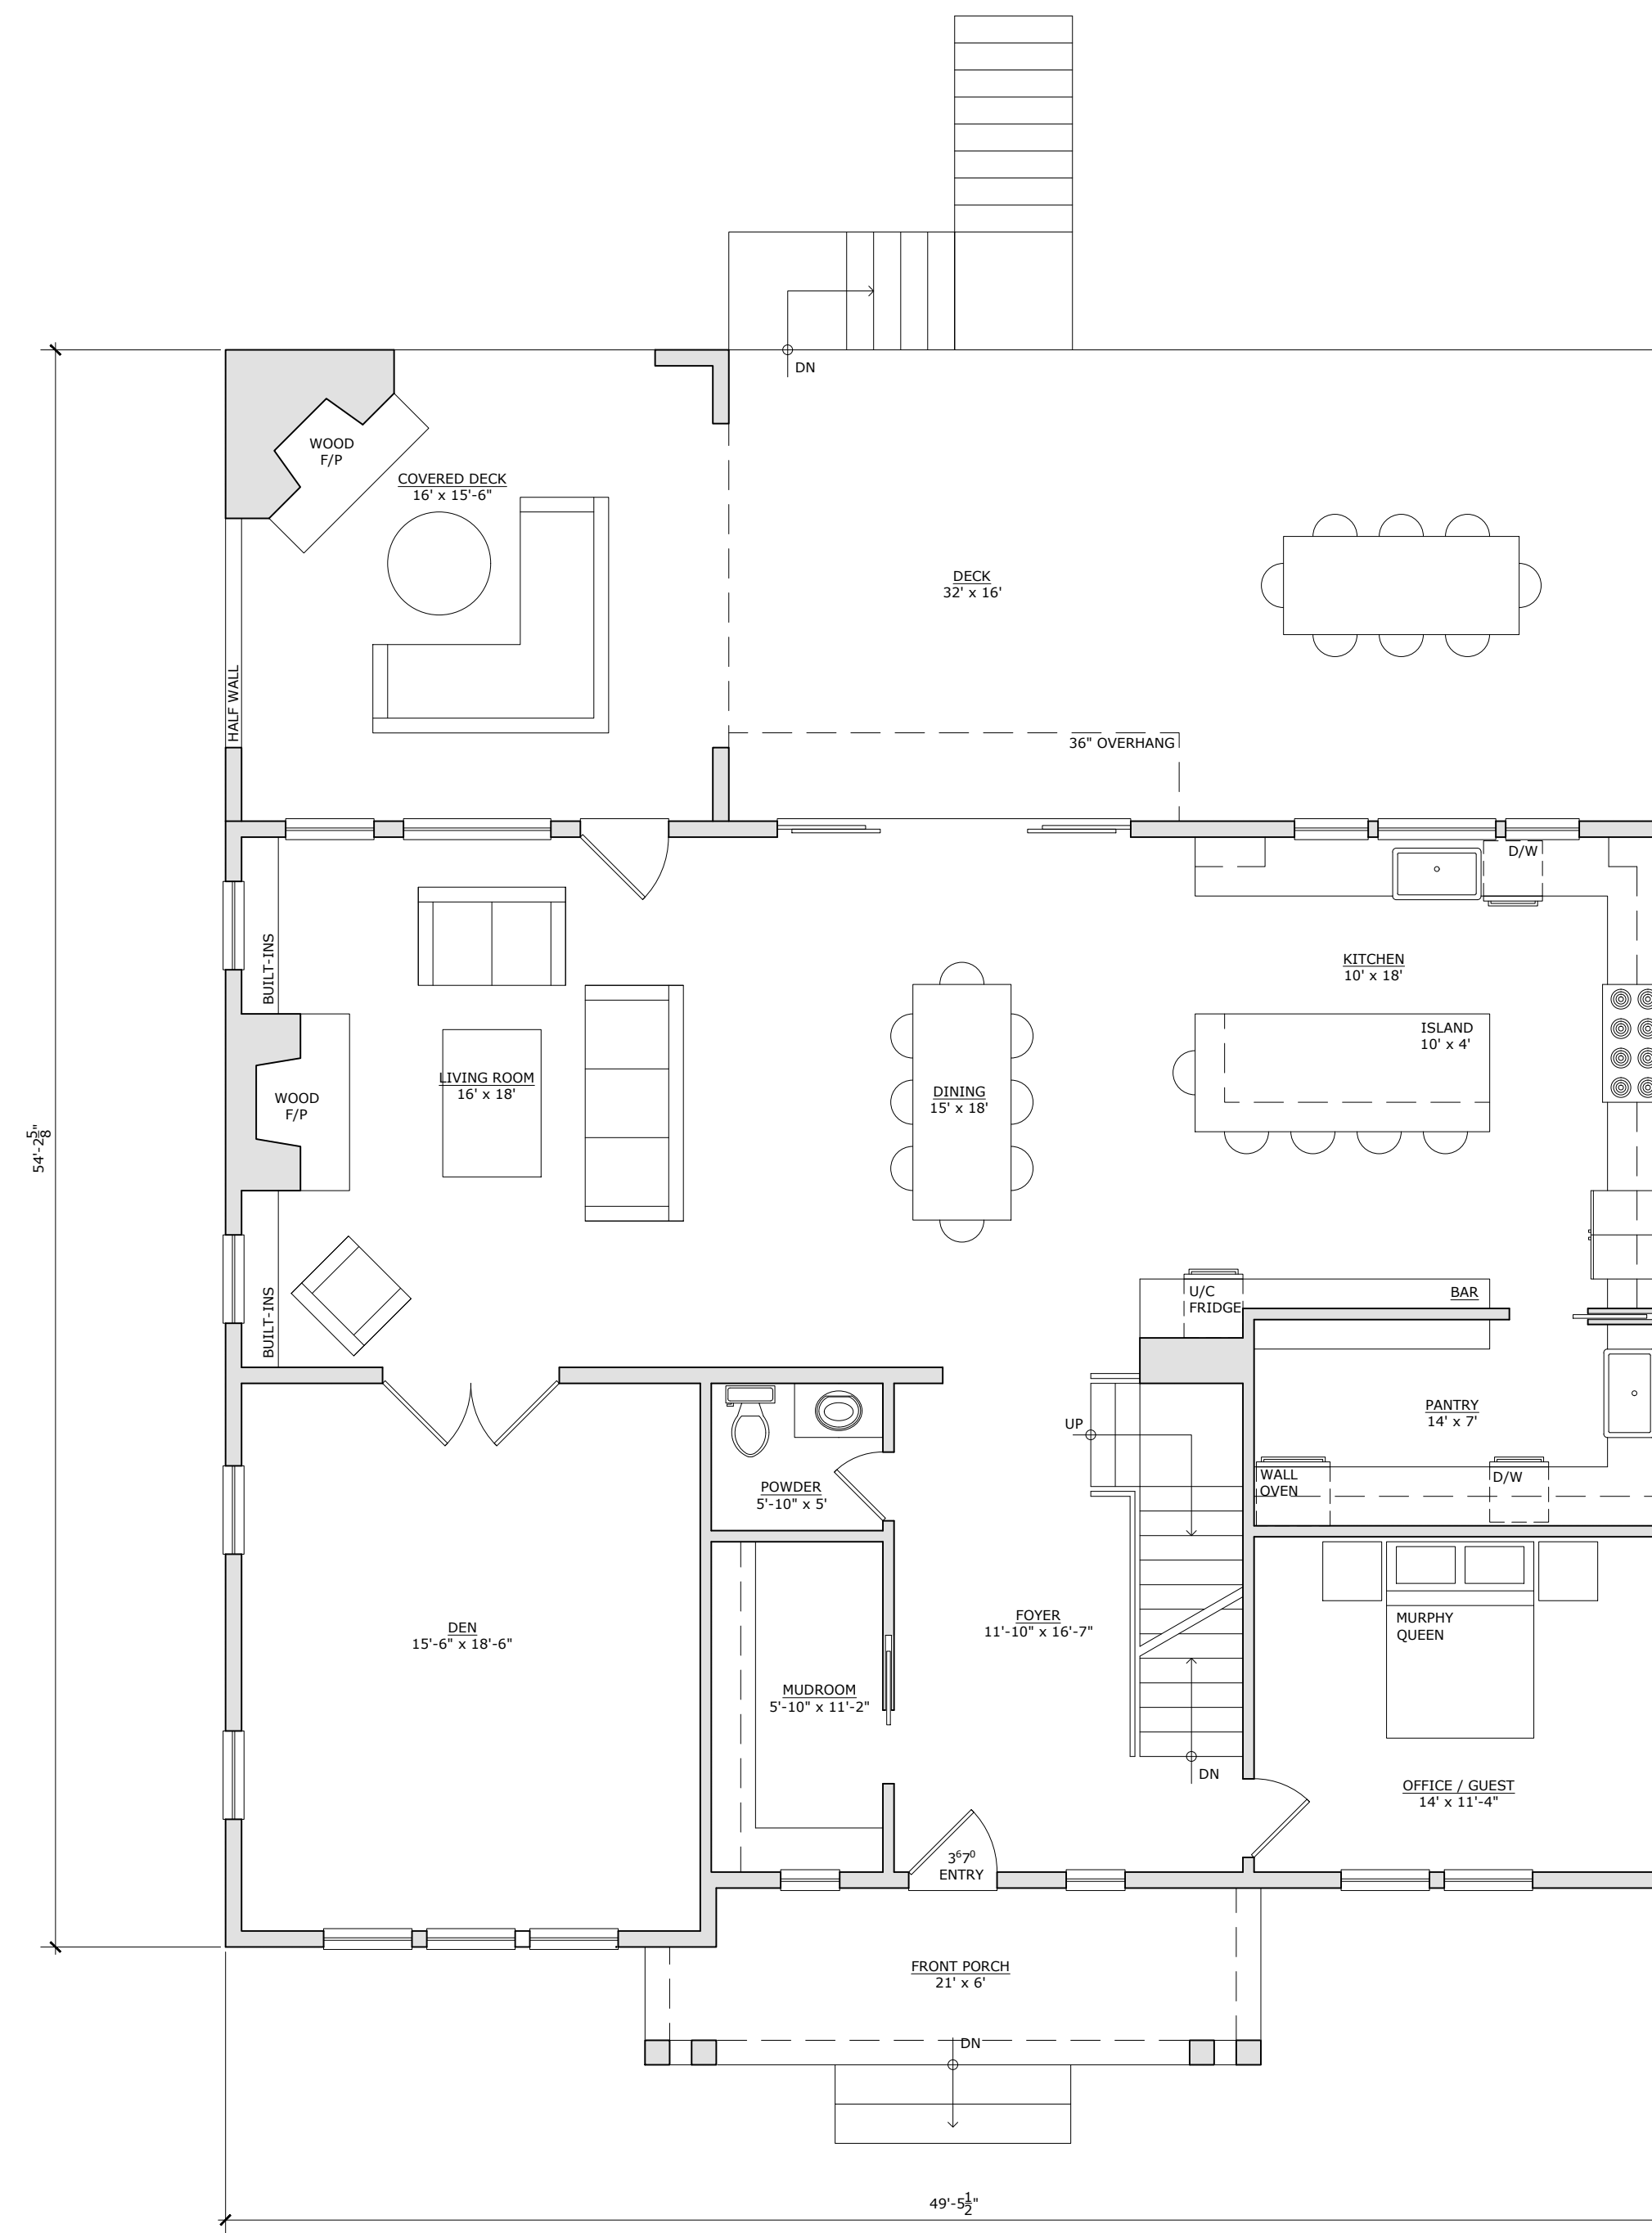 DN
WOOD
F/P
COVERED DECK
16' x 15'-6"
DECK
32' x 16'
HALF WALL
36" OVERHANG
D/W
BUILT-INS
KITCHEN
10' x 18'
ISLAND
10' x 4'
LIVING ROOM
16' x 18'
DINING
15' x 18'
WOOD
F/P
54'-2 5/8"
BUILT-INS
U/C
FRIDGE
BAR
PANTRY
14' x 7'
UP
WALL
OVEN
D/W
POWDER
5'-10" x 5'
DEN
15'-6" x 18'-6"
FOYER
11'-10" x 16'-7"
MURPHY
QUEEN
MUDROOM
5'-10" x 11'-2"
DN
OFFICE / GUEST
14' x 11'-4"
3⁶7⁰
ENTRY
FRONT PORCH
21' x 6'
DN
49'-5 1/2"